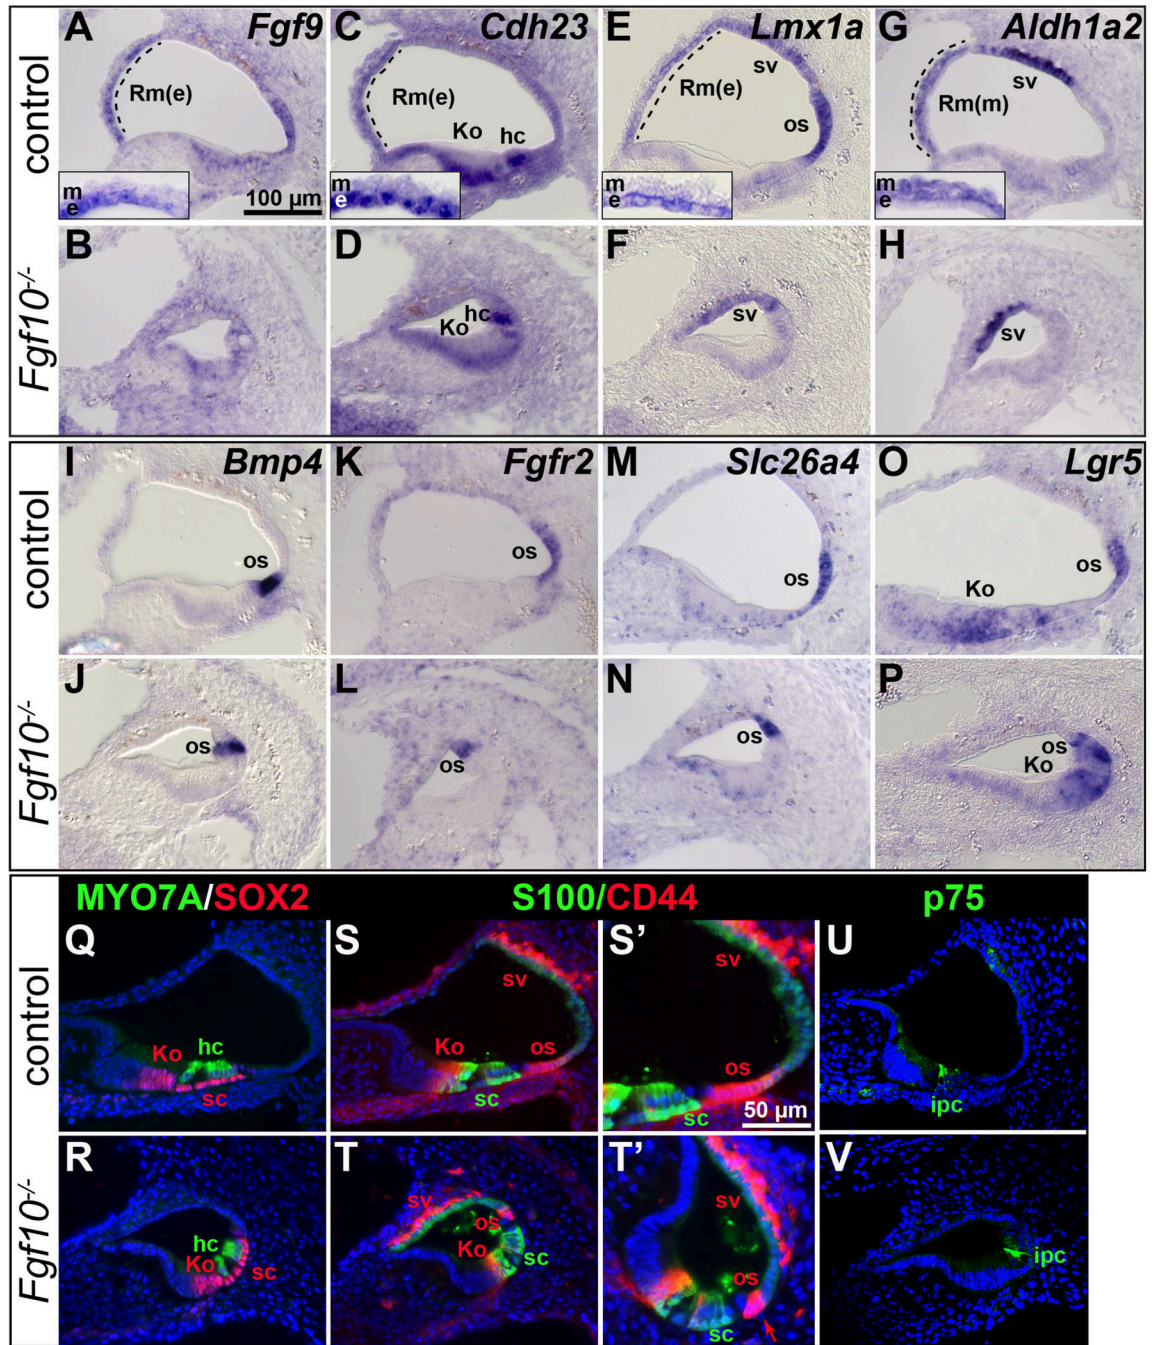 A Fgf9 C Cdh23 E Lmx1a G Aldh1a2
control
Rm(e) Rm(e) Ko hc Rm(e) sv os Rm(m) sv
m e 100 µm m e m e m e
B D F H
Fgf10-/-
hc Ko sv sv
I Bmp4 K Fgfr2 M Slc26a4 O Lgr5
control
os os os Ko os
J L N P
Fgf10-/-
os os os os Ko
MYO7A/SOX2 S100/CD44 p75
Q S S' U
control
Ko hc sc sv Ko os sc sv os sc 50 µm ipc
R T T' V
Fgf10-/-
hc Ko sc sv os Ko sc sv os sc ipc